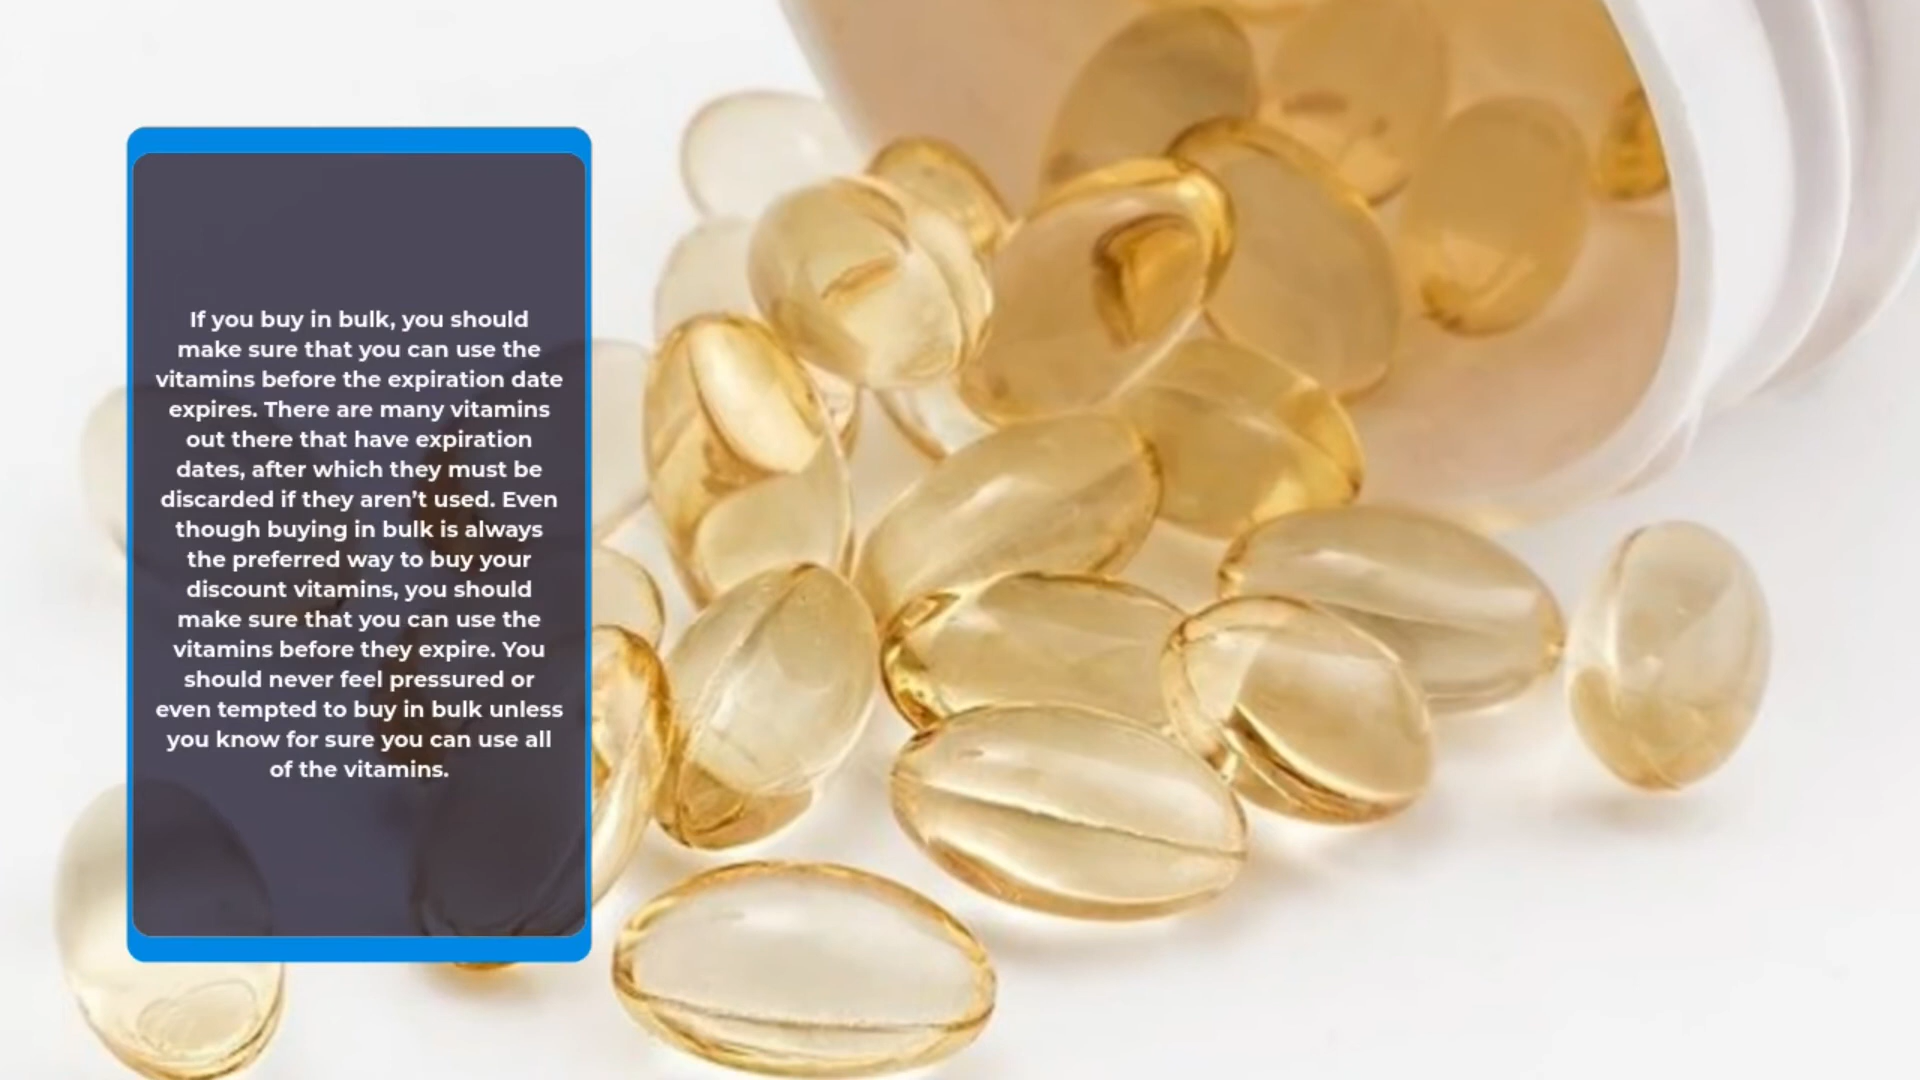 If you buy in bulk, you should
make sure that you can use the
vitamins before the expiration date
expires. There are many vitamins
out there that have expiration
dates, after which they must be
discarded if they aren’t used. Even
though buying in bulk is always
the preferred way to buy your
discount vitamins, you should
make sure that you can use the
vitamins before they expire. You
should never feel pressured or
even tempted to buy in bulk unless
you know for sure you can use all
of the vitamins.